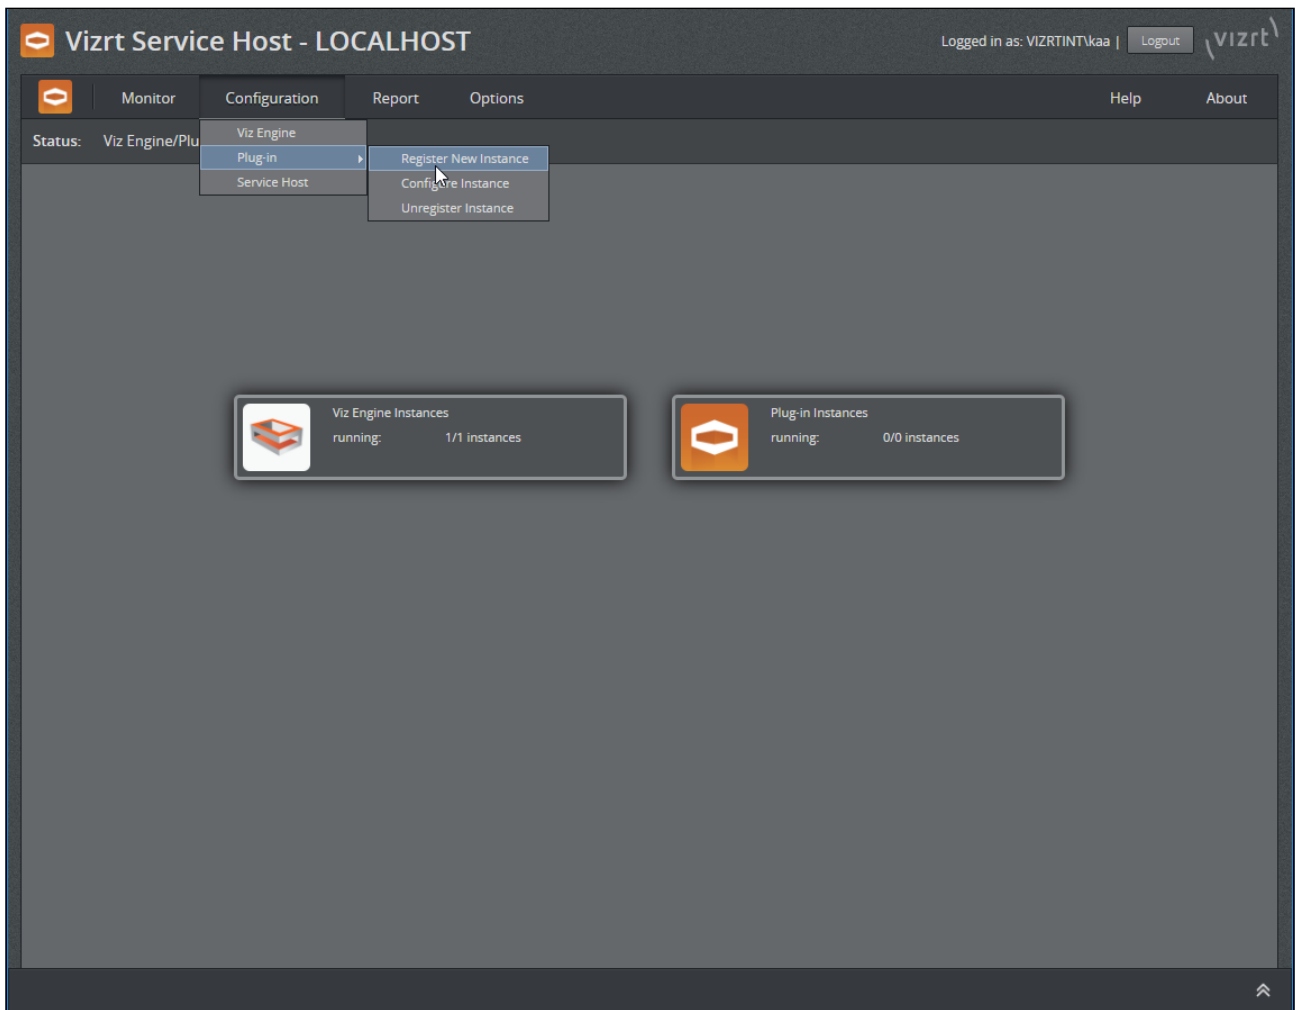 Vizrt Service Host - LOCALHOST
Logged in as: VIZRTINT\kaa | Logout vizrt
Monitor Configuration Report Options Help About
Status: Viz Engine/Plu
Viz Engine
Plug-in
Service Host
Register New Instance
Configure Instance
Unregister Instance
Viz Engine Instances
running: 1/1 instances
Plug-in Instances
running: 0/0 instances